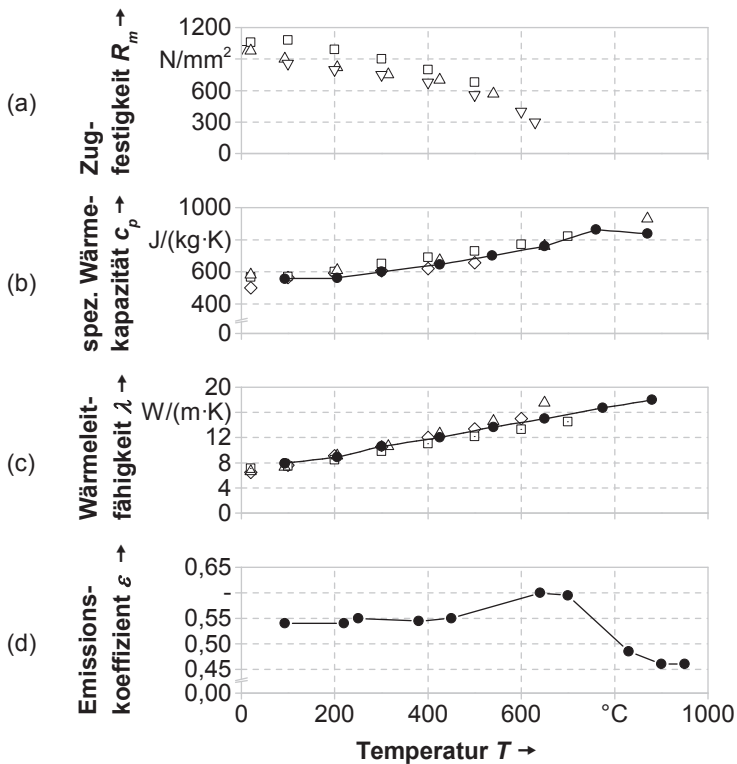 (a)
Zug-
festigkeit R_m →
1200
N/mm²
600
300
0
(b)
spez. Wärme-
kapazität c_p →
1000
J/(kg·K)
600
400
0
(c)
Wärmeleit-
fähigkeit λ →
20
W/(m·K)
12
8
4
0
(d)
Emissions-
koeffizient ε →
0,65
-
0,55
0,50
0,45
0,00
0 200 400 600 °C 1000
Temperatur T →